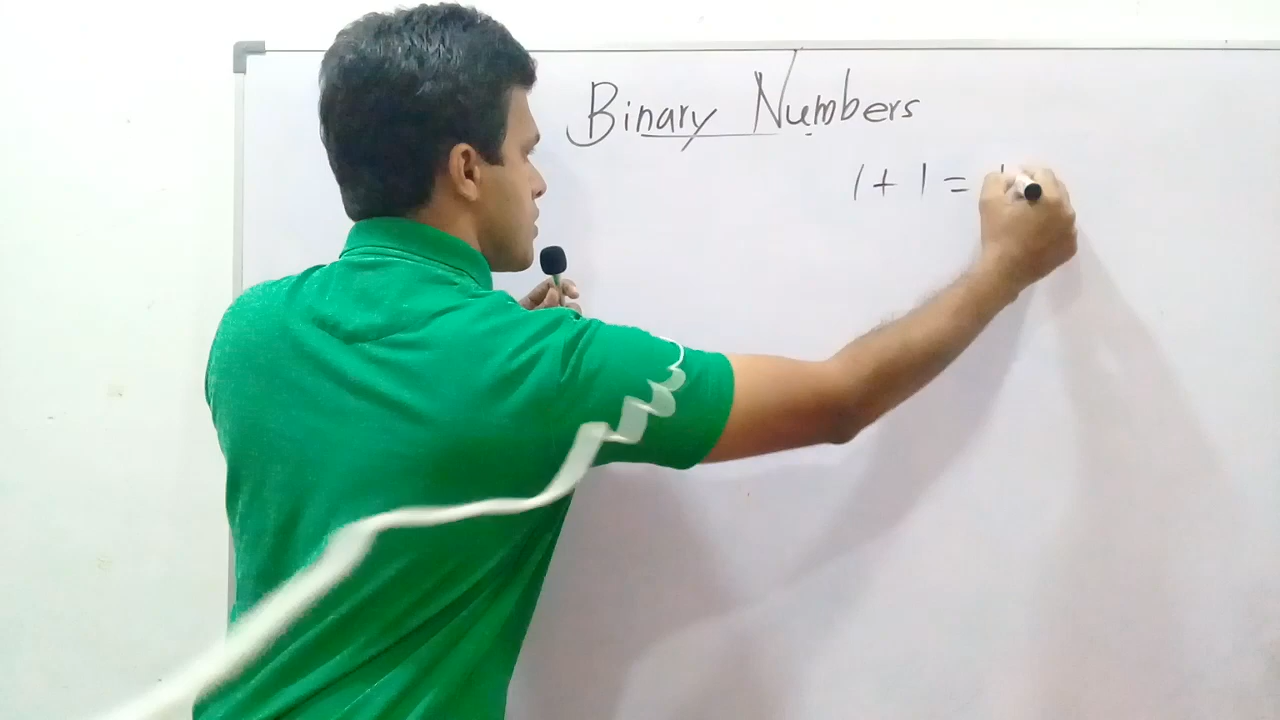 Binary Numbers
1 + 1 =